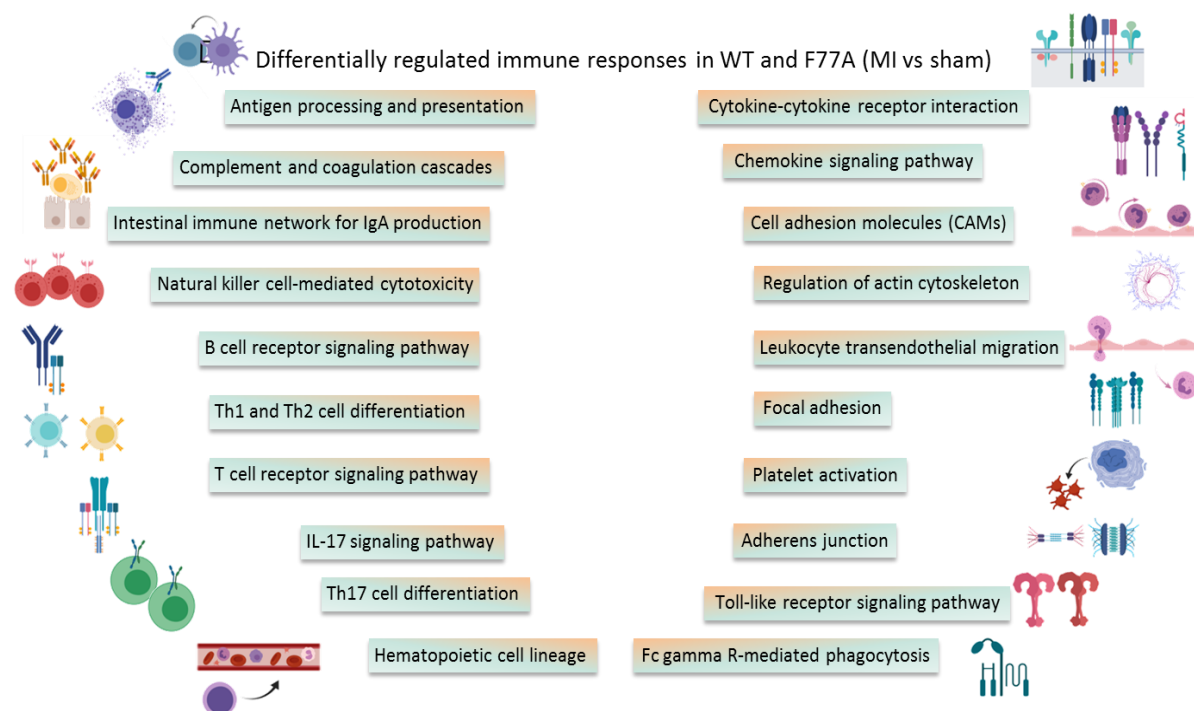 Differentially regulated immune responses in WT and F77A (MI vs sham)
Antigen processing and presentation
Complement and coagulation cascades
Intestinal immune network for IgA production
Natural killer cell-mediated cytotoxicity
B cell receptor signaling pathway
Th1 and Th2 cell differentiation
T cell receptor signaling pathway
IL-17 signaling pathway
Th17 cell differentiation
Hematopoietic cell lineage
Cytokine-cytokine receptor interaction
Chemokine signaling pathway
Cell adhesion molecules (CAMs)
Regulation of actin cytoskeleton
Leukocyte transendothelial migration
Focal adhesion
Platelet activation
Adherens junction
Toll-like receptor signaling pathway
Fc gamma R-mediated phagocytosis